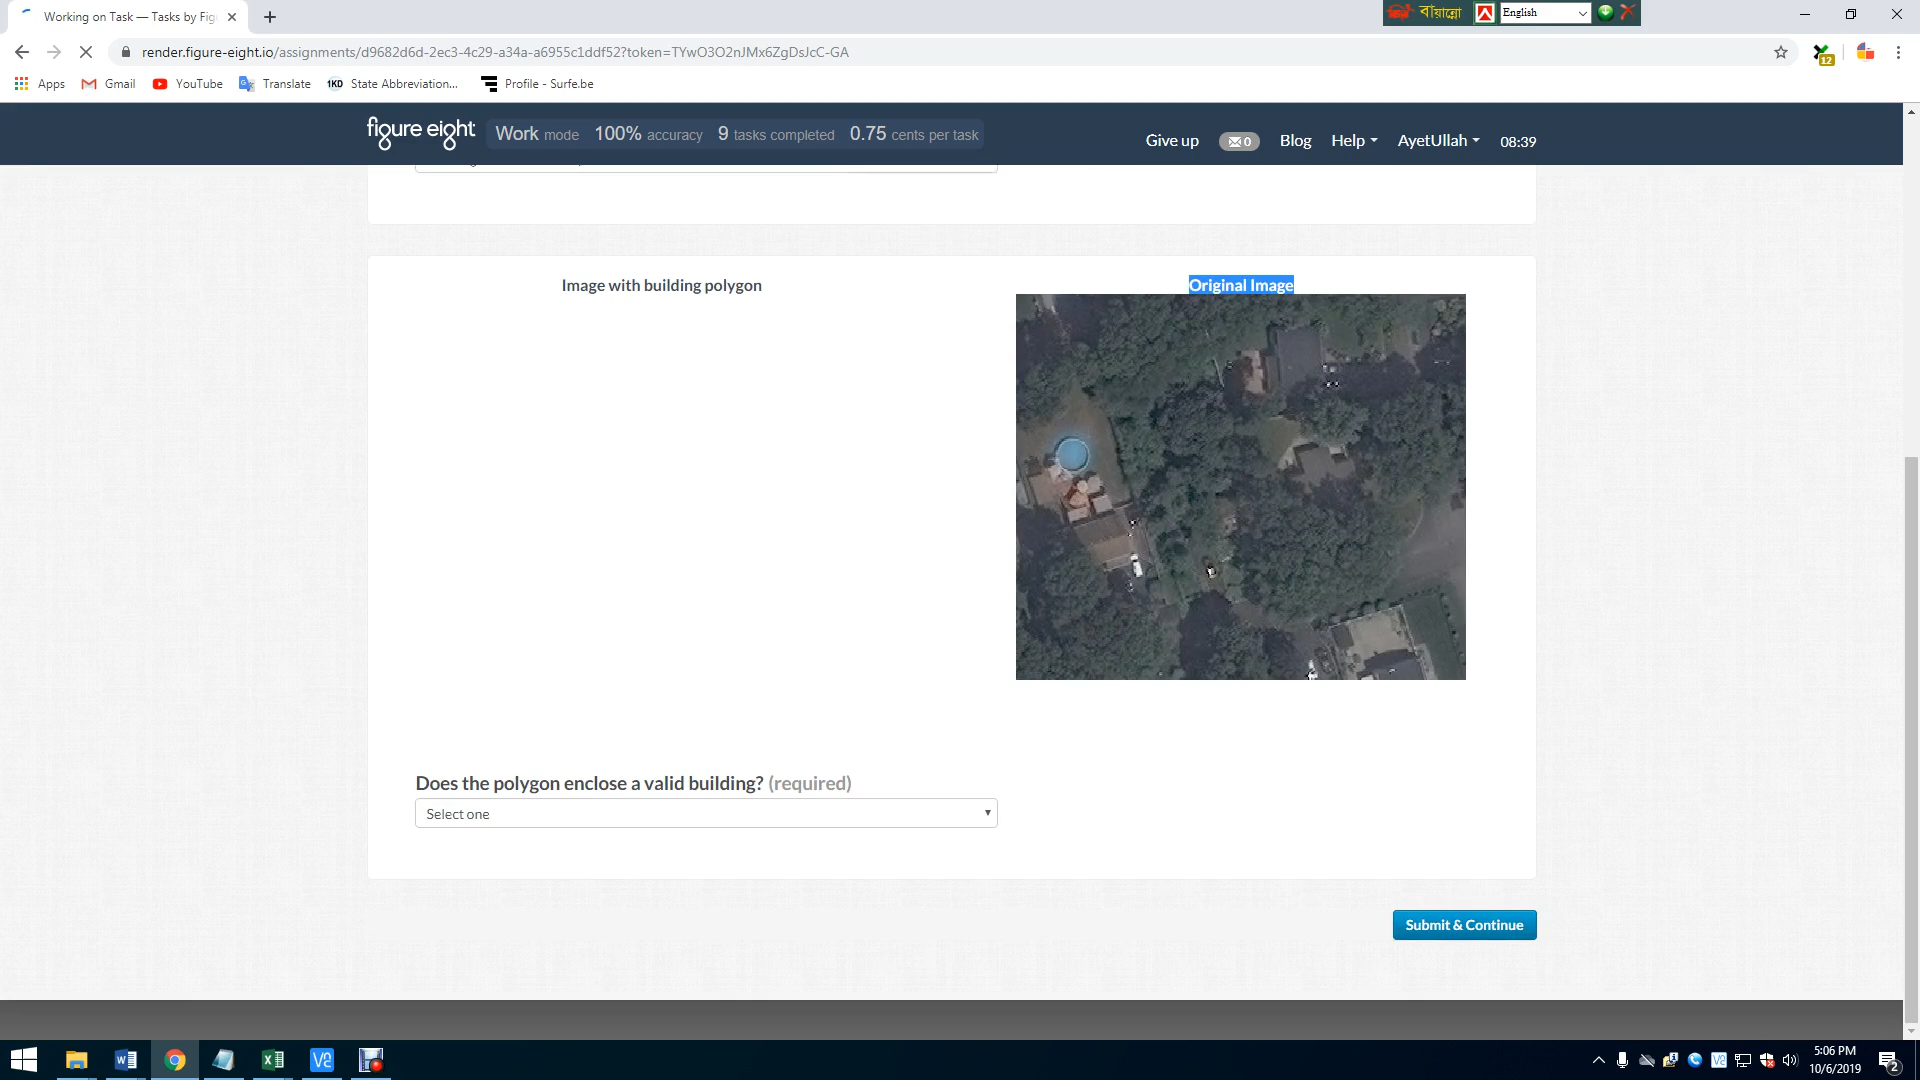 Working on Task — Tasks by Fig
বায়ান্নো
English
render.figure-eight.io/assignments/d9682d6d-2ec3-4c29-a34a-a6955c1ddf52?token=TYwO3O2nJMx6ZgDsJcC-GA
12
Apps
Gmail
YouTube
Translate
1KD State Abbreviation...
Profile - Surfe.be
figure eight
Work mode 100% accuracy 9 tasks completed 0.75 cents per task
Give up
0
Blog
Help
AyetUllah
08:39
Image with building polygon
Original Image
Does the polygon enclose a valid building? (required)
Select one
Submit & Continue
5:06 PM
10/6/2019
2